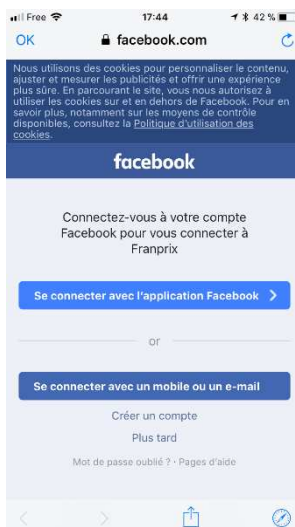 Free 17:44 42 %
OK facebook.com
Nous utilisons des cookies pour personnaliser le contenu,
ajuster et mesurer les publicités et offrir une expérience
plus sûre. En parcourant le site, vous nous autorisez à
utiliser les cookies sur et en dehors de Facebook. Pour en
savoir plus, notamment sur les moyens de contrôle
disponibles, consultez la Politique d'utilisation des
cookies.
facebook
Connectez-vous à votre compte
Facebook pour vous connecter à
Franprix
Se connecter avec l'application Facebook
or
Se connecter avec un mobile ou un e-mail
Créer un compte
Plus tard
Mot de passe oublié ? · Pages d'aide